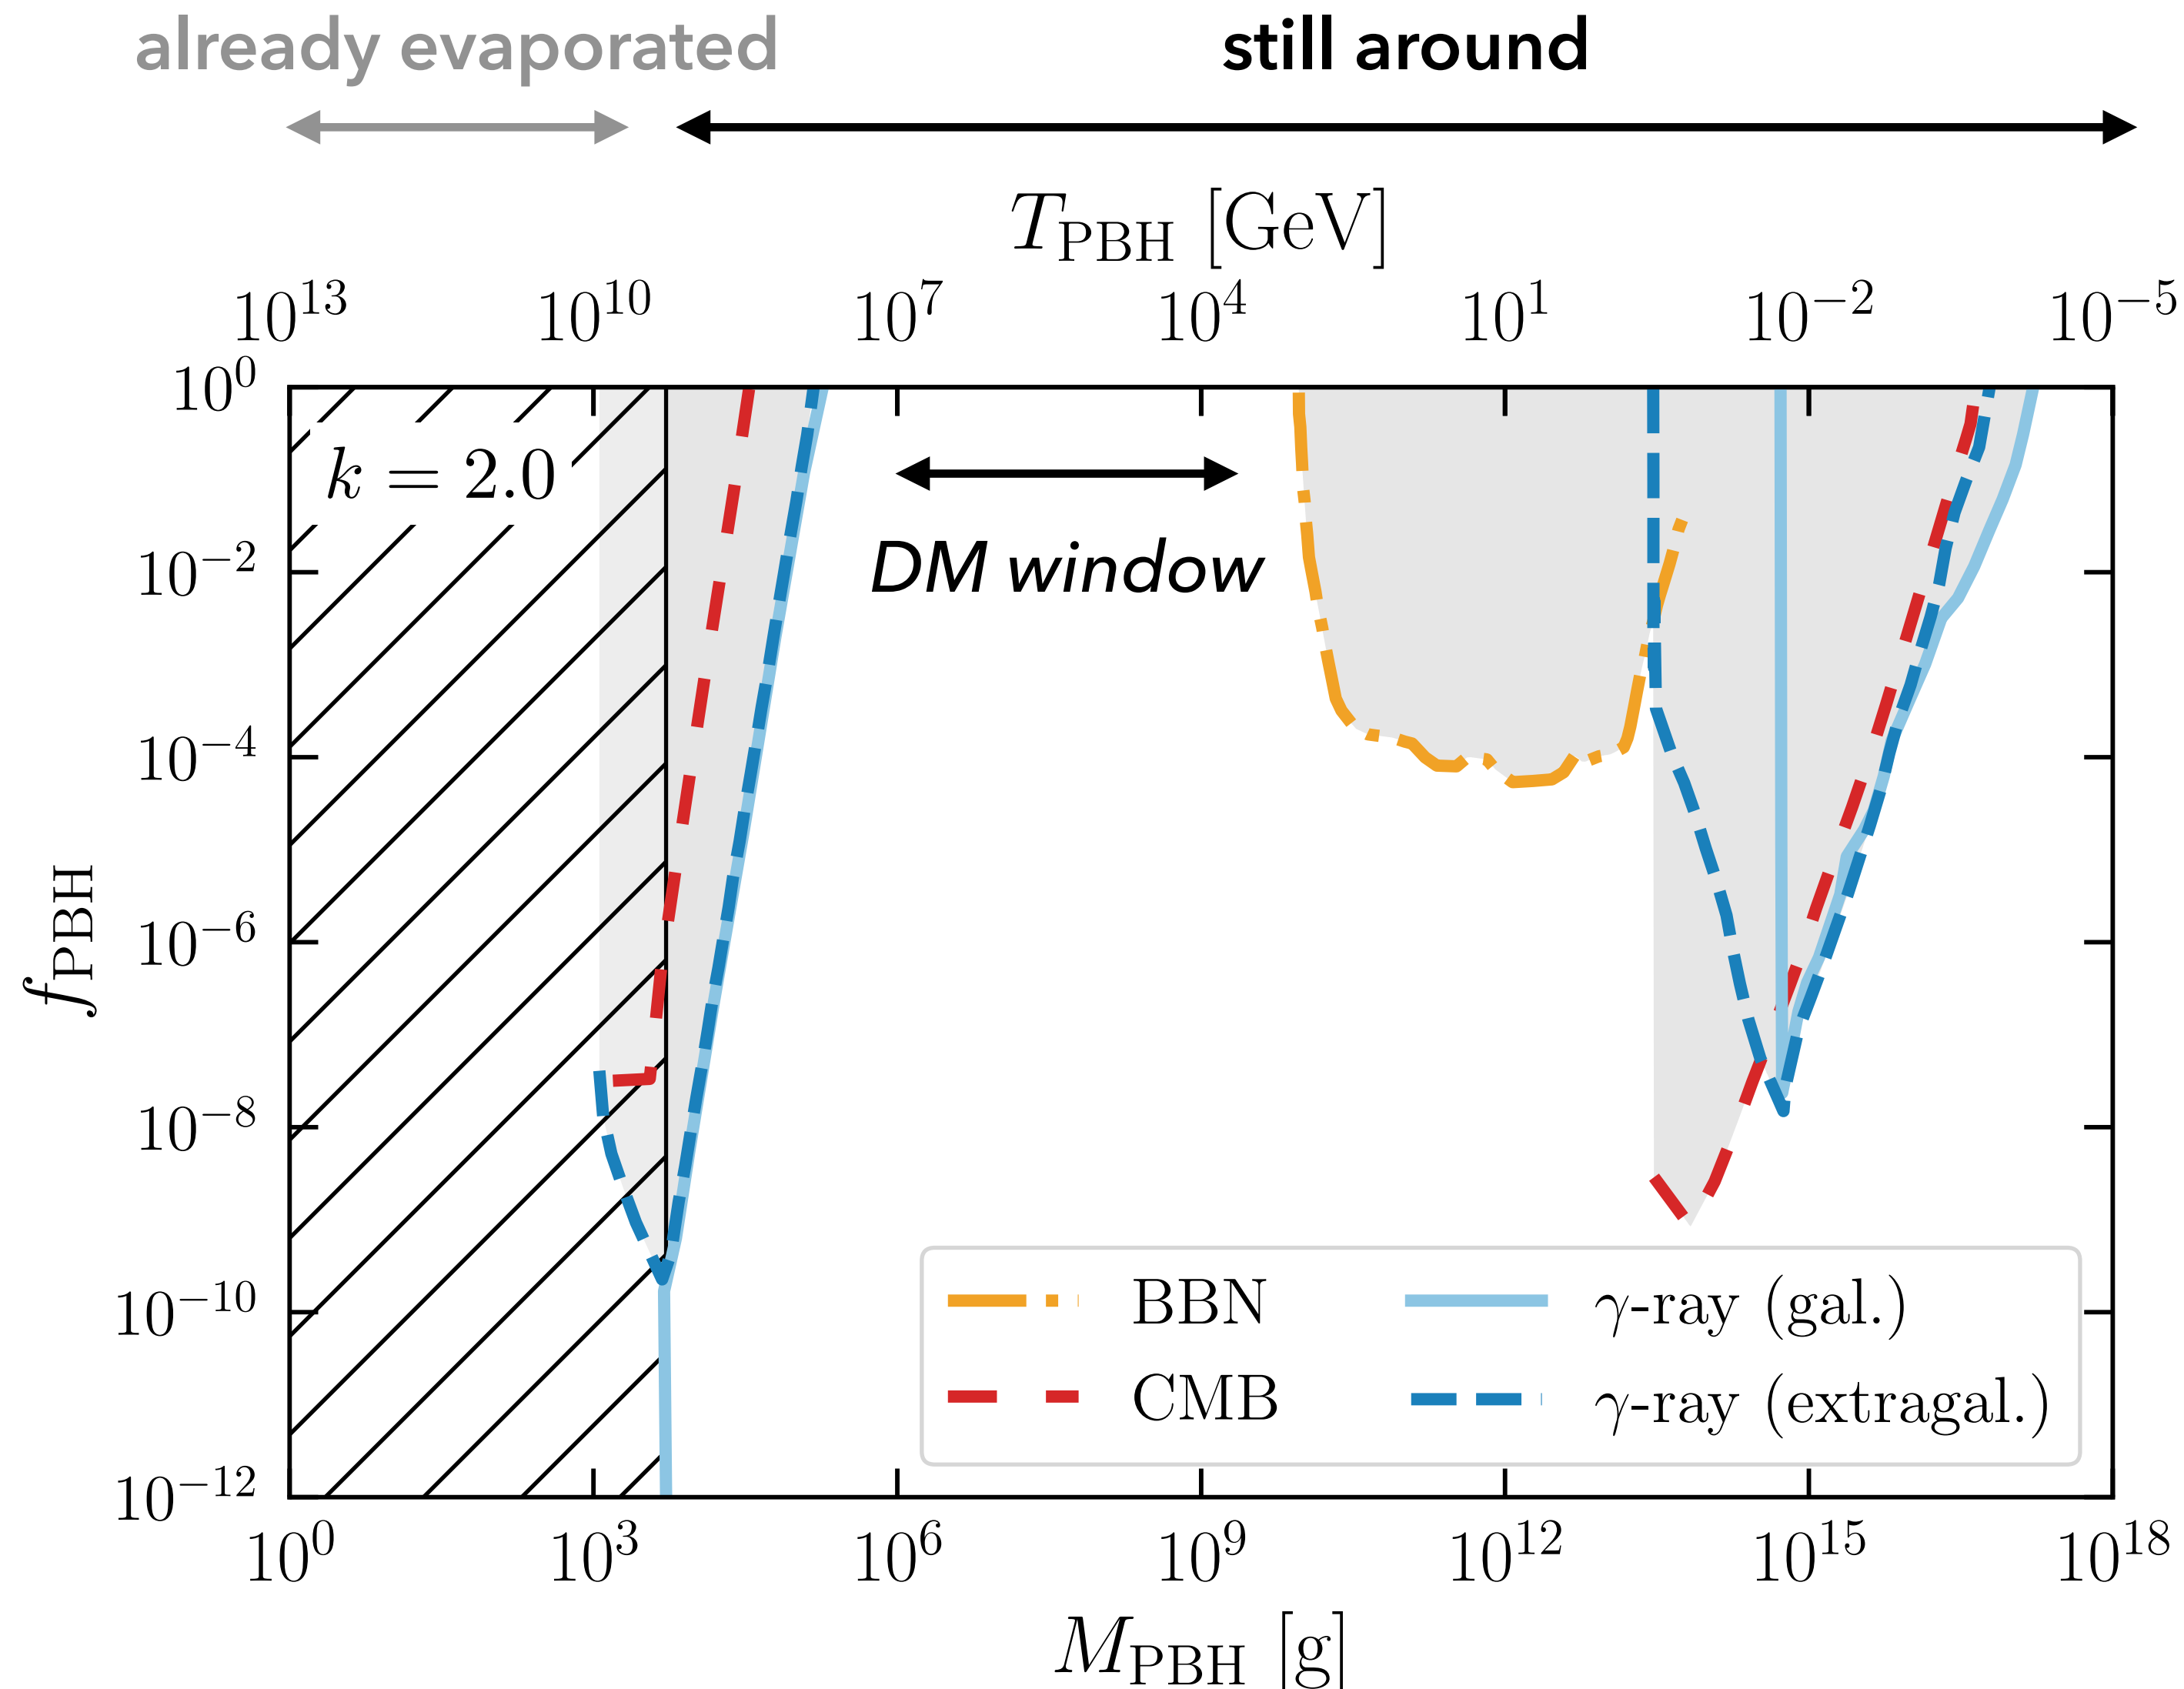 already evaporated still around
T_PBH [GeV]
10^13 10^10 10^7 10^4 10^1 10^−2 10^−5
10^0
k = 2.0
DM window
10^−2
10^−4
10^−6
10^−8
10^−10
10^−12
f_PBH
BBN γ-ray (gal.)
CMB γ-ray (extragal.)
10^0 10^3 10^6 10^9 10^12 10^15 10^18
M_PBH [g]